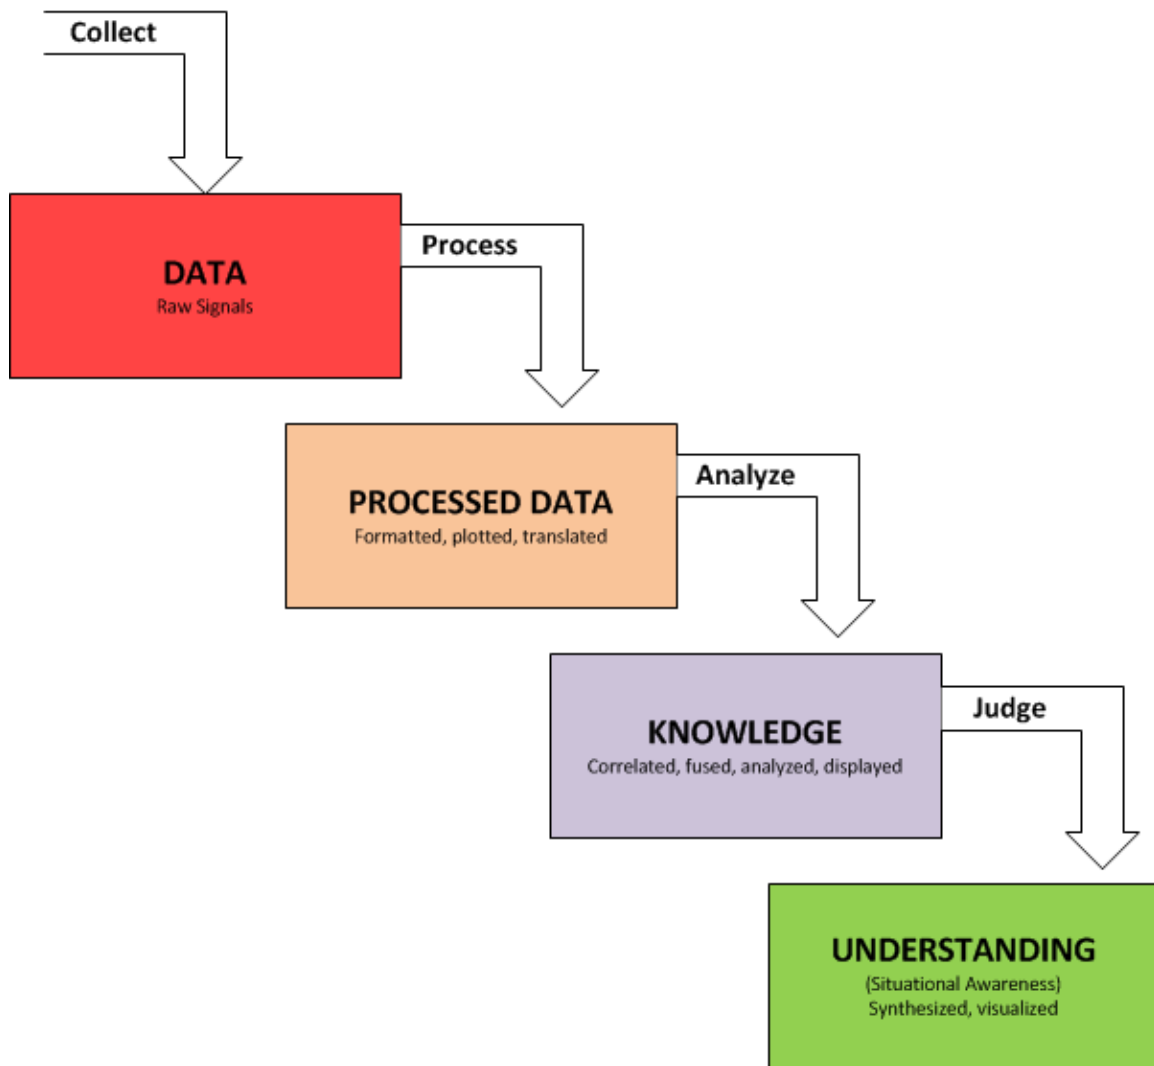 Collect
DATA
Raw Signals
Process
PROCESSED DATA
Formatted, plotted, translated
Analyze
KNOWLEDGE
Correlated, fused, analyzed, displayed
Judge
UNDERSTANDING
(Situational Awareness)
Synthesized, visualized